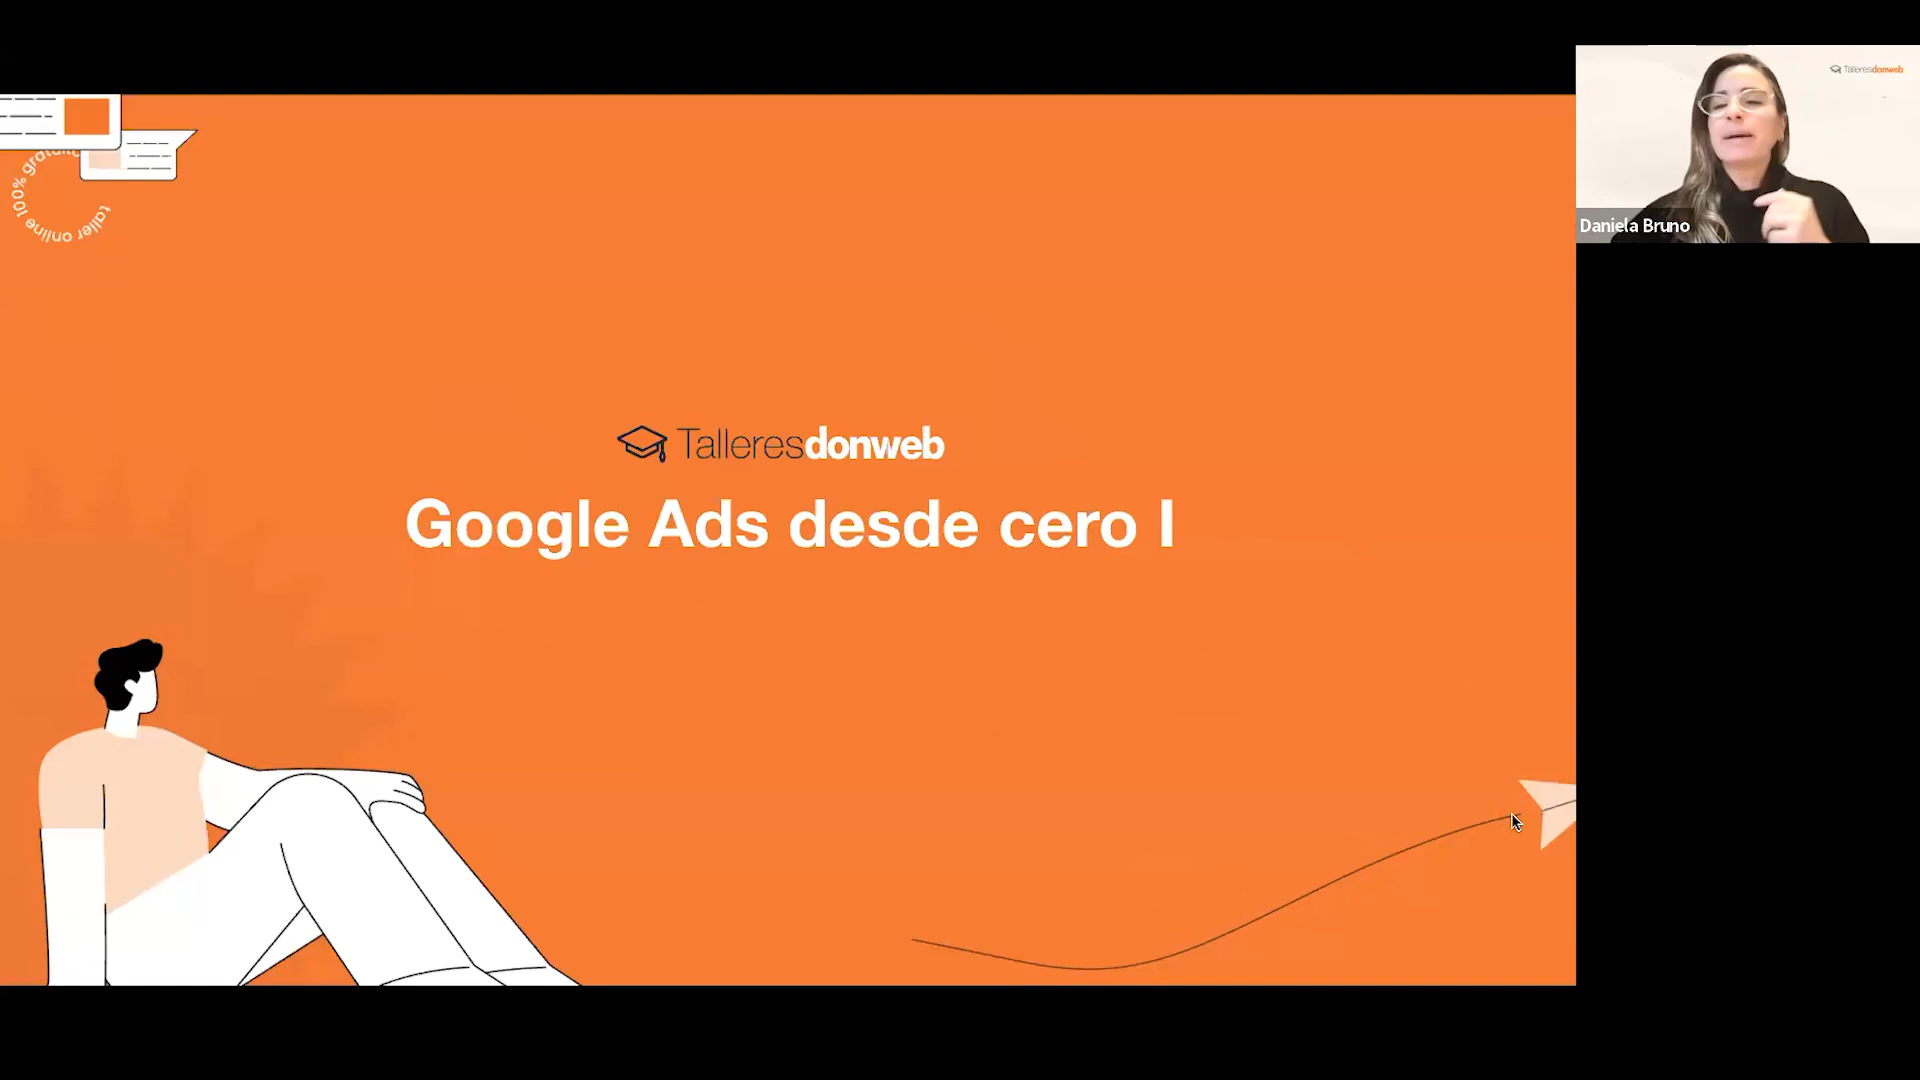 taller online 100% gratuito
Talleresdonweb
Google Ads desde cero I
Talleresdonweb
Daniela Bruno